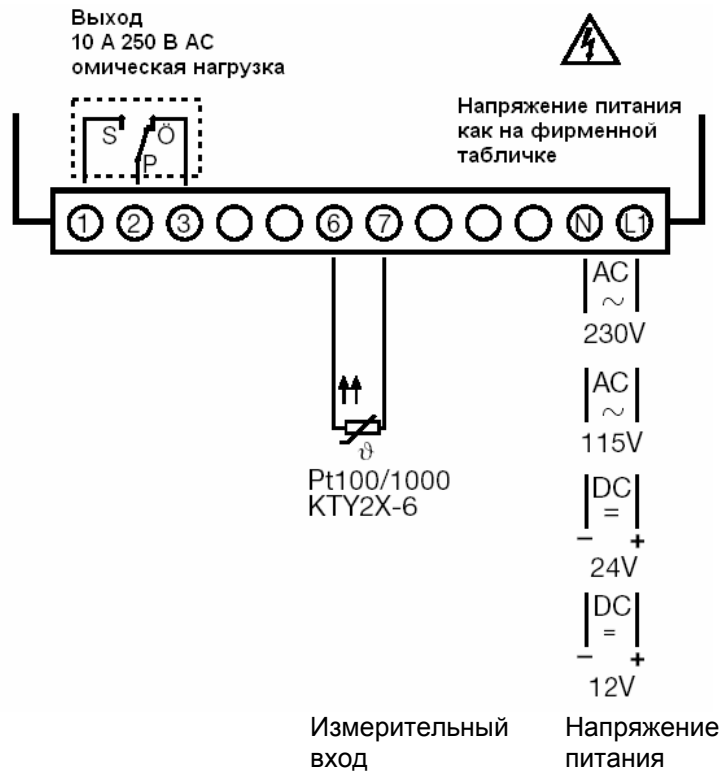 Выход
10 А 250 В АС
омическая нагрузка
Напряжение питания
как на фирменной
табличке
S Ö
P
1 2 3 6 7 N L1
AC
~
230V
AC
~
115V
ϑ
Pt100/1000
KTY2X-6
DC
=
− +
24V
DC
=
− +
12V
Измерительный
вход
Напряжение
питания